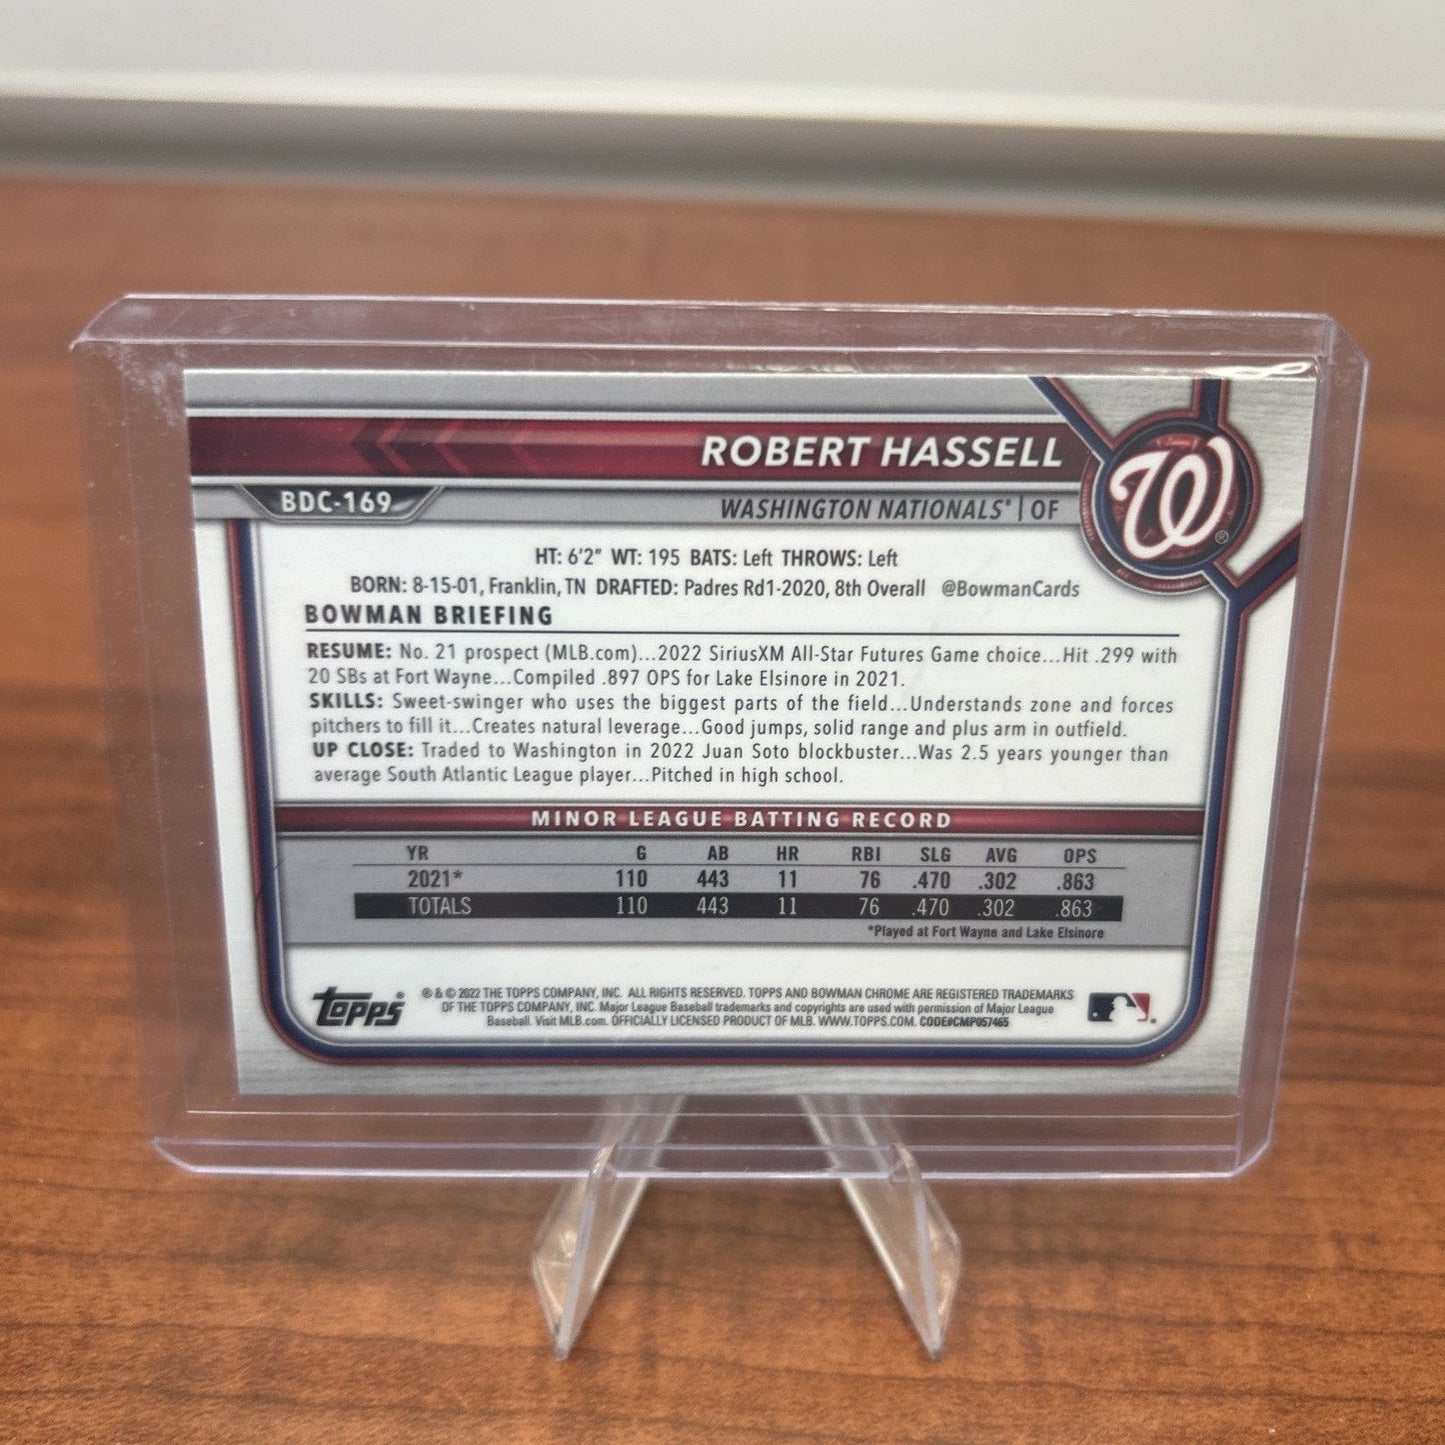 ROBERT HASSELL
W®
BDC-169
WASHINGTON NATIONALS® | OF
HT: 6'2" WT: 195 BATS: Left THROWS: Left
BORN: 8-15-01, Franklin, TN DRAFTED: Padres Rd1-2020, 8th Overall @BowmanCards
BOWMAN BRIEFING
RESUME: No. 21 prospect (MLB.com)...2022 SiriusXM All-Star Futures Game choice...Hit .299 with
20 SBs at Fort Wayne...Compiled .897 OPS for Lake Elsinore in 2021.
SKILLS: Sweet-swinger who uses the biggest parts of the field...Understands zone and forces
pitchers to fill it...Creates natural leverage...Good jumps, solid range and plus arm in outfield.
UP CLOSE: Traded to Washington in 2022 Juan Soto blockbuster...Was 2.5 years younger than
average South Atlantic League player...Pitched in high school.
MINOR LEAGUE BATTING RECORD
YR G AB HR RBI SLG AVG OPS
2021* 110 443 11 76 .470 .302 .863
TOTALS 110 443 11 76 .470 .302 .863
*Played at Fort Wayne and Lake Elsinore
topps®
® & © 2022 THE TOPPS COMPANY, INC. ALL RIGHTS RESERVED. TOPPS AND BOWMAN CHROME ARE REGISTERED TRADEMARKS
OF THE TOPPS COMPANY, INC. Major League Baseball trademarks and copyrights are used with permission of Major League
Baseball. Visit MLB.com. OFFICIALLY LICENSED PRODUCT OF MLB. WWW.TOPPS.COM. CODE#CMP057465